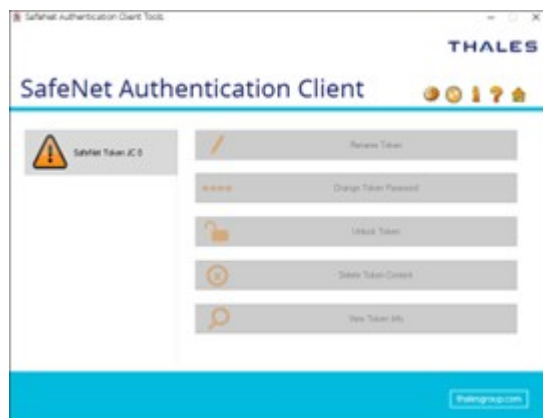 SafeNet Authentication Client Tools
THALES
SafeNet Authentication Client
SafeNet Token JC 0
Rename Token
Change Token Password
Unlock Token
Delete Token Content
View Token Info
thalesgroup.com